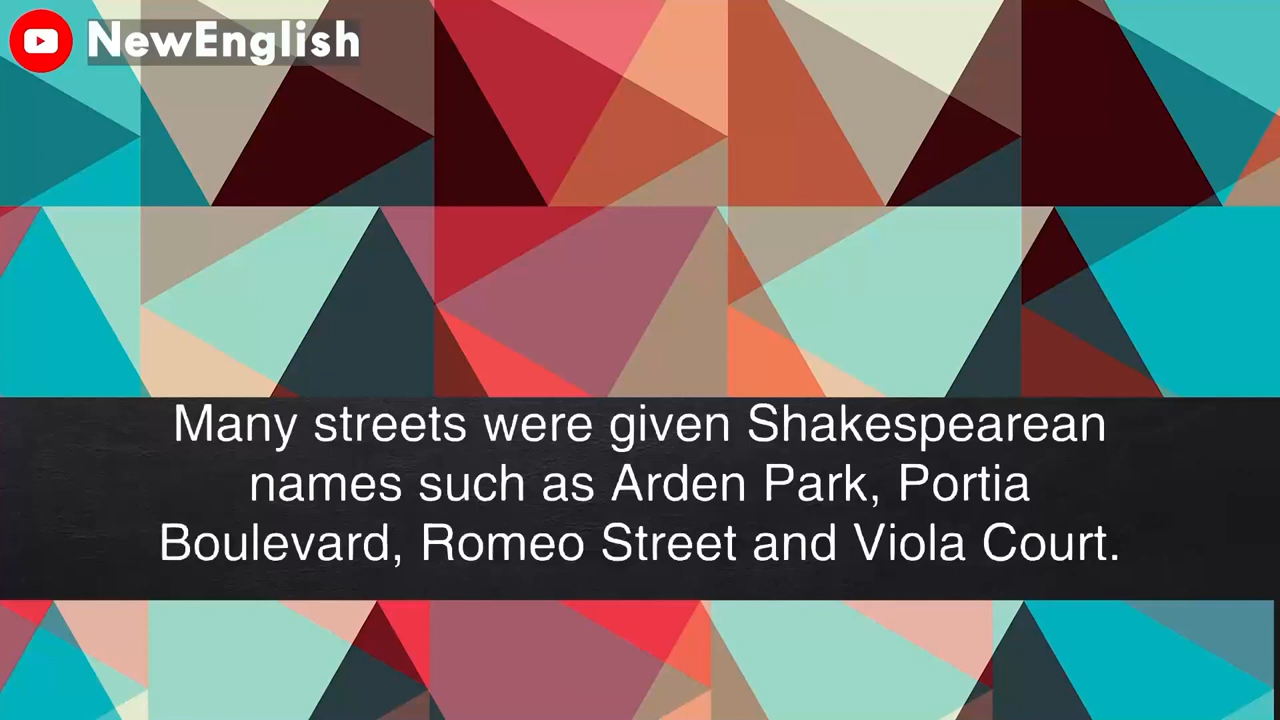 NewEnglish
Many streets were given Shakespearean
names such as Arden Park, Portia
Boulevard, Romeo Street and Viola Court.